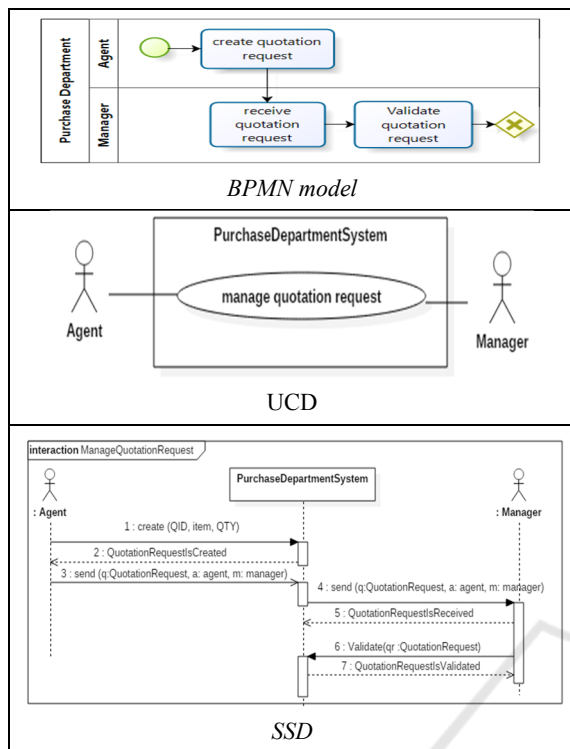 Purchase Department
Agent
create quotation
request
Manager
receive
quotation
request
Validate
quotation
request
BPMN model
PurchaseDepartmentSystem
manage quotation request
Agent
Manager
UCD
interaction ManageQuotationRequest
PurchaseDepartmentSystem
: Agent
: Manager
1 : create (QID, item, QTY)
2 : QuotationRequestIsCreated
3 : send (q:QuotationRequest, a: agent, m: manager)
4 : send (q:QuotationRequest, a: agent, m: manager)
5 : QuotationRequestIsReceived
6 : Validate(qr :QuotationRequest)
7 : QuotationRequestIsValidated
SSD